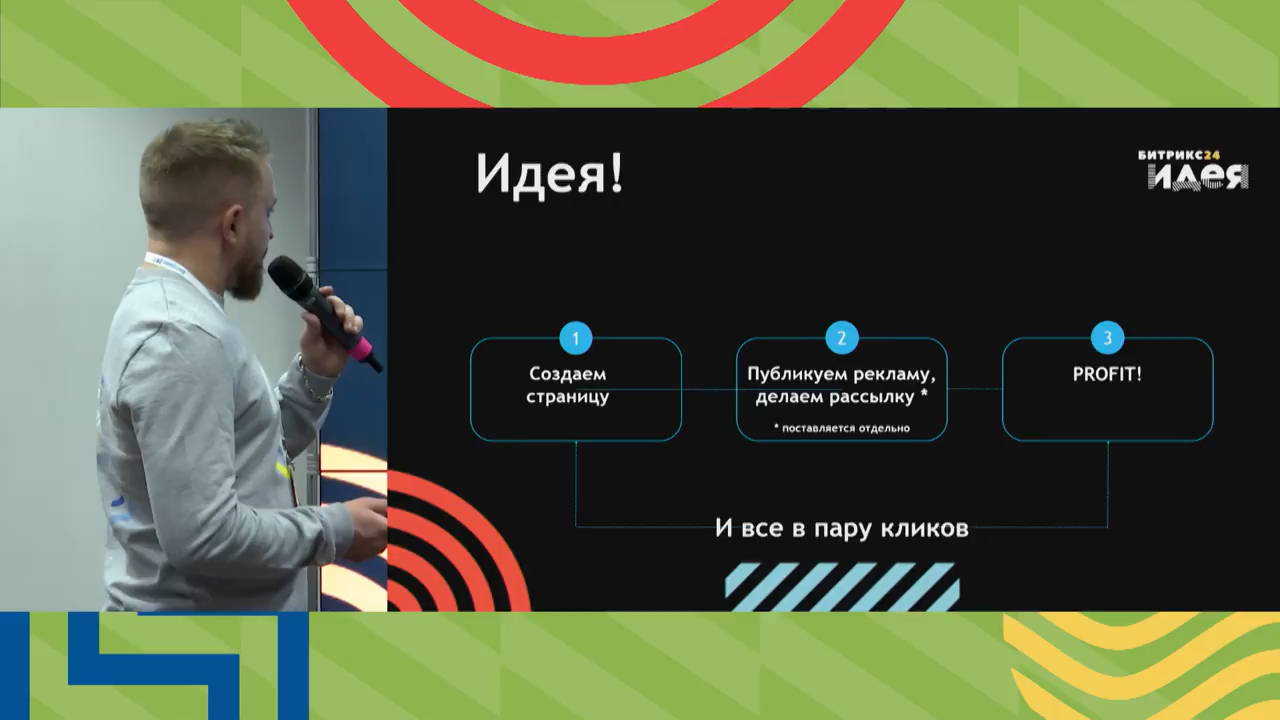 Идея!
БИТРИКС24
идея
1
Создаем
страницу
2
Публикуем рекламу,
делаем рассылку *
* поставляется отдельно
3
PROFIT!
И все в пару кликов